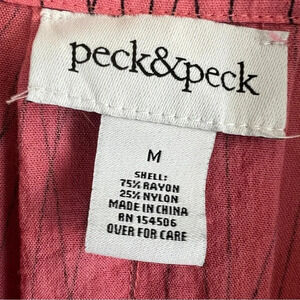 peck&peck
M
SHELL:
75% RAYON
25% NYLON
MADE IN CHINA
RN 154506
OVER FOR CARE